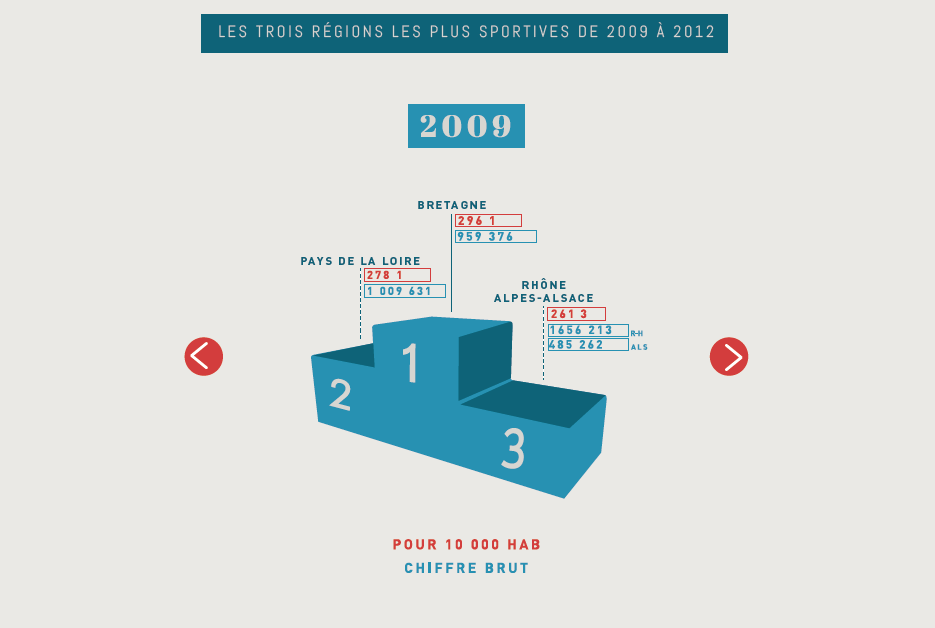 LES TROIS RÉGIONS LES PLUS SPORTIVES DE 2009 À 2012
2009
BRETAGNE
296 1
959 376
PAYS DE LA LOIRE
278 1
1 009 631
RHÔNE
ALPES-ALSACE
261 3
1656 213 R-H
485 262 ALS
1
2
3
POUR 10 000 HAB
CHIFFRE BRUT